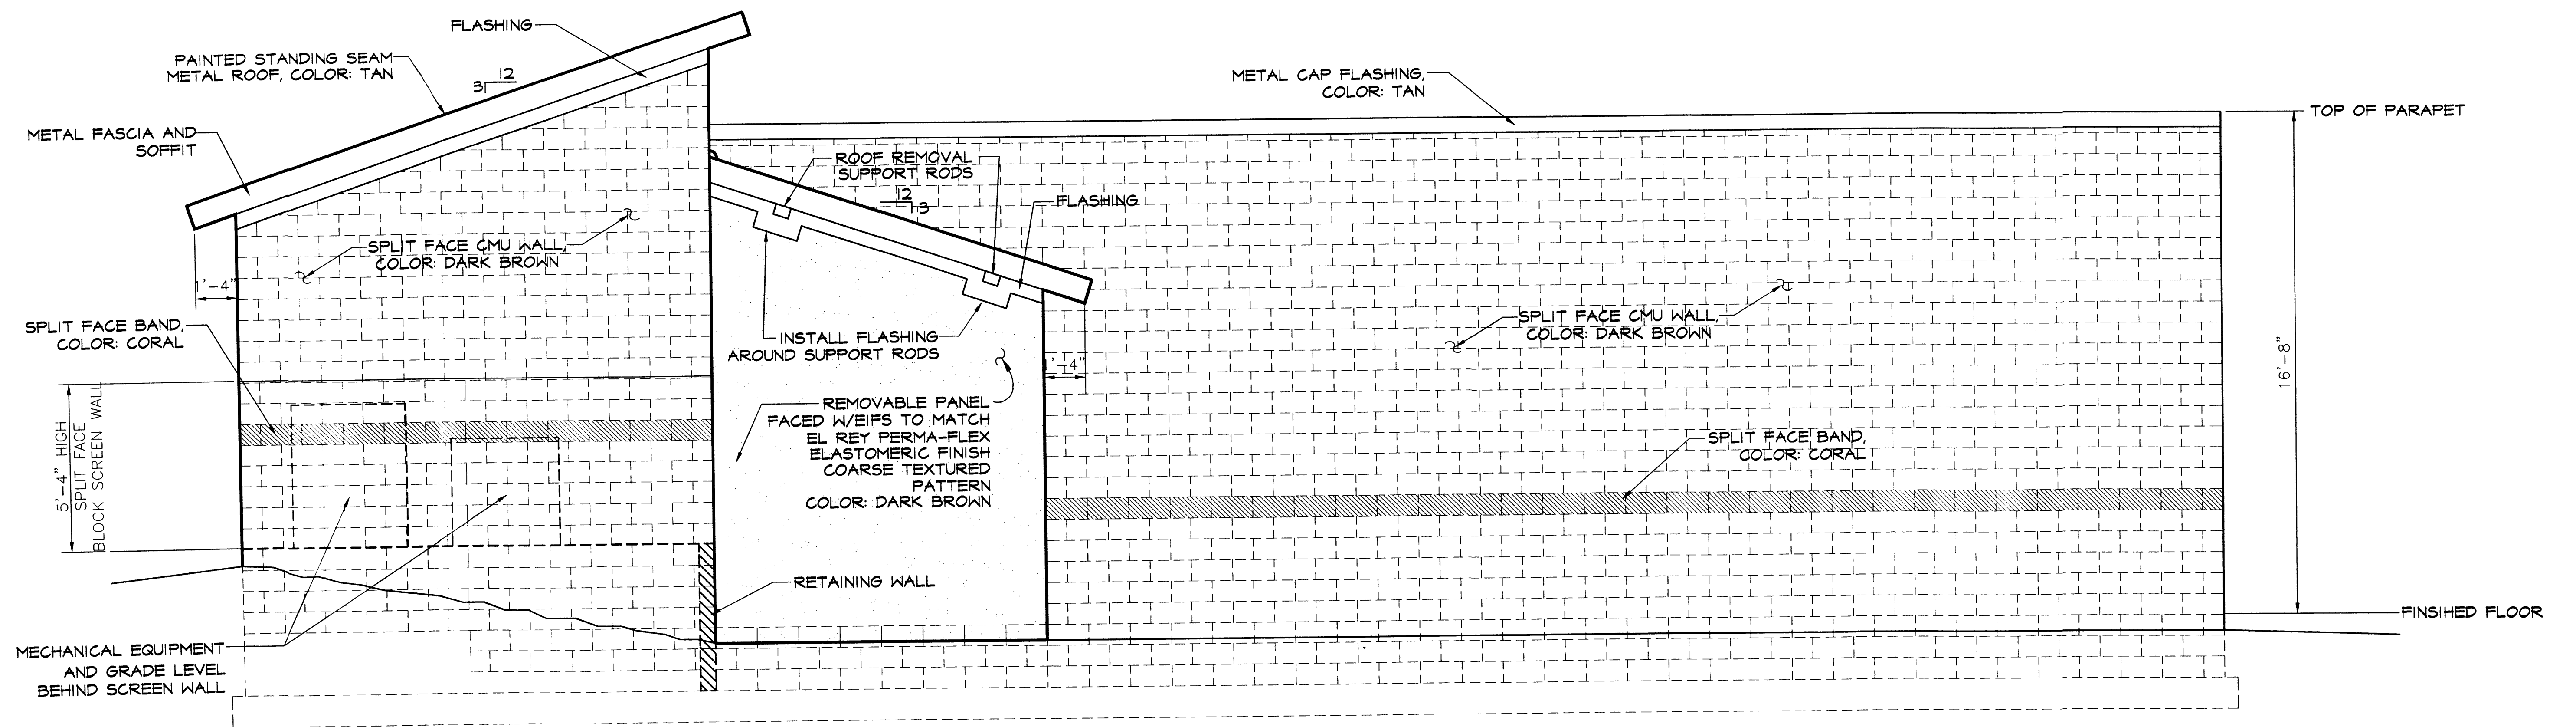 FLASHING
PAINTED STANDING SEAM
METAL ROOF, COLOR: TAN
12
3
METAL FASCIA AND
SOFFIT
SPLIT FACE CMU WALL,
COLOR: DARK BROWN
1'-4"
SPLIT FACE BAND,
COLOR: CORAL
5'-4" HIGH
SPLIT FACE
BLOCK SCREEN WALL
MECHANICAL EQUIPMENT
AND GRADE LEVEL
BEHIND SCREEN WALL
ROOF REMOVAL
SUPPORT RODS
12
3
FLASHING
INSTALL FLASHING
AROUND SUPPORT RODS
1'-4"
REMOVABLE PANEL
FACED W/EIFS TO MATCH
EL REY PERMA-FLEX
ELASTOMERIC FINISH
COARSE TEXTURED
PATTERN
COLOR: DARK BROWN
RETAINING WALL
METAL CAP FLASHING,
COLOR: TAN
SPLIT FACE CMU WALL,
COLOR: DARK BROWN
SPLIT FACE BAND,
COLOR: CORAL
TOP OF PARAPET
16'-8"
FINSIHED FLOOR